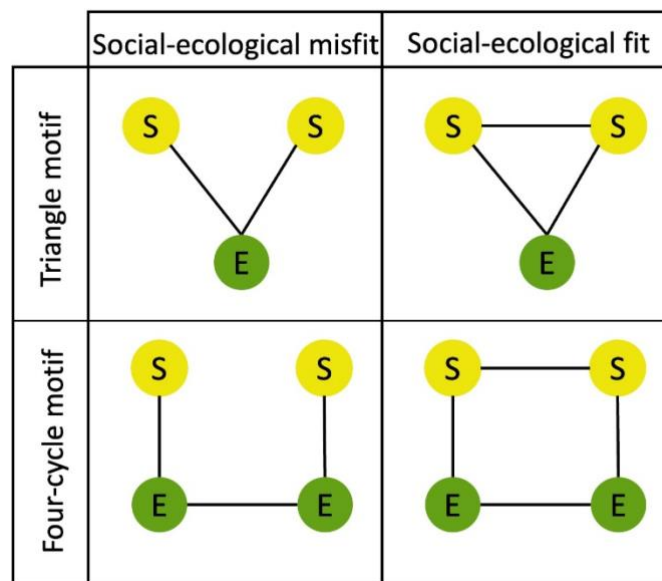 Social-ecological misfit
Social-ecological fit
Triangle motif
S S
E
S S
E
Four-cycle motif
S S
E E
S S
E E